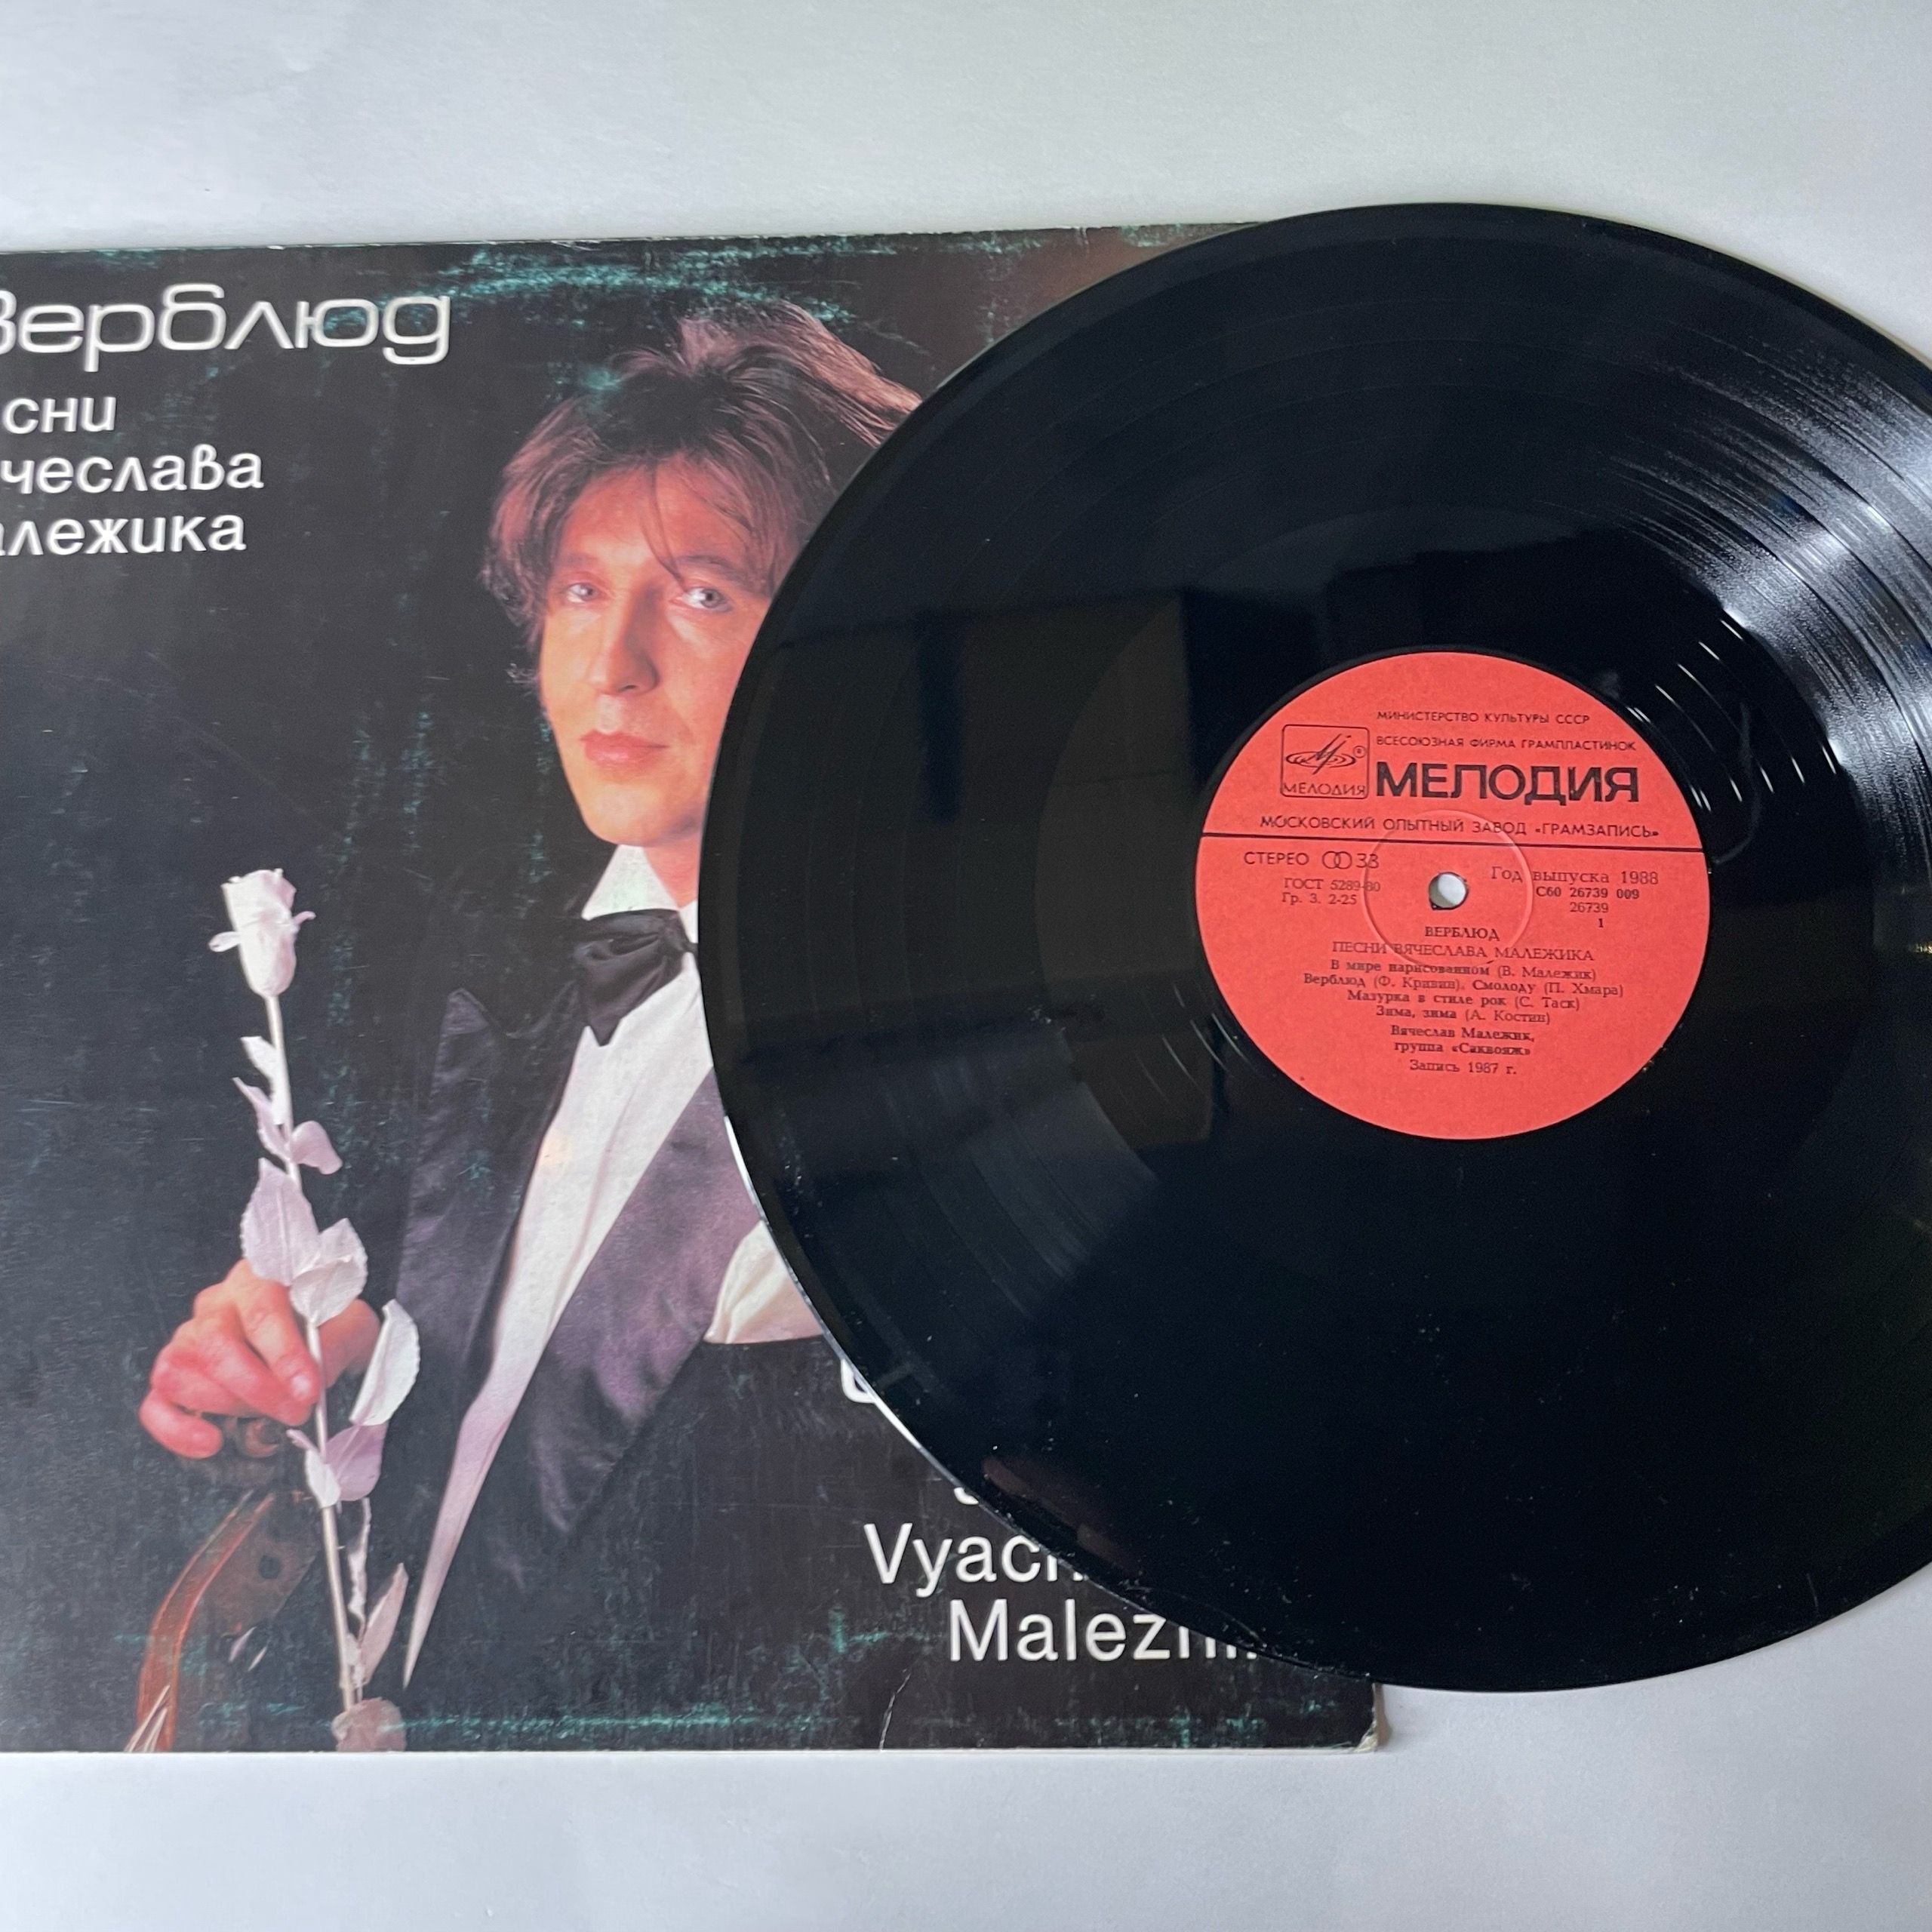 Верблюд
сни
чеслава
алежика
Vyach
Malezhik
МИНИСТЕРСТВО КУЛЬТУРЫ СССР
ВСЕСОЮЗНАЯ ФИРМА ГРАМПЛАСТИНОК
МЕЛОДИЯ
МЕЛОДИЯ
МОСКОВСКИЙ ОПЫТНЫЙ ЗАВОД «ГРАМЗАПИСЬ»
СТЕРЕО 33
Год выпуска 1988
ГОСТ 5289-80
С60 26739 009
Гр. 3. 2-25
26739
1
ВЕРБЛЮД
ПЕСНИ ВЯЧЕСЛАВА МАЛЕЖИКА
В мире нарисованном (В. Малежик)
Верблюд (Ф. Кривин), Смолоду (П. Хмара)
Мазурка в стиле рок (С. Таск)
Зима, зима (А. Костин)
Вячеслав Малежик,
группа «Саквояж»
Запись 1987 г.